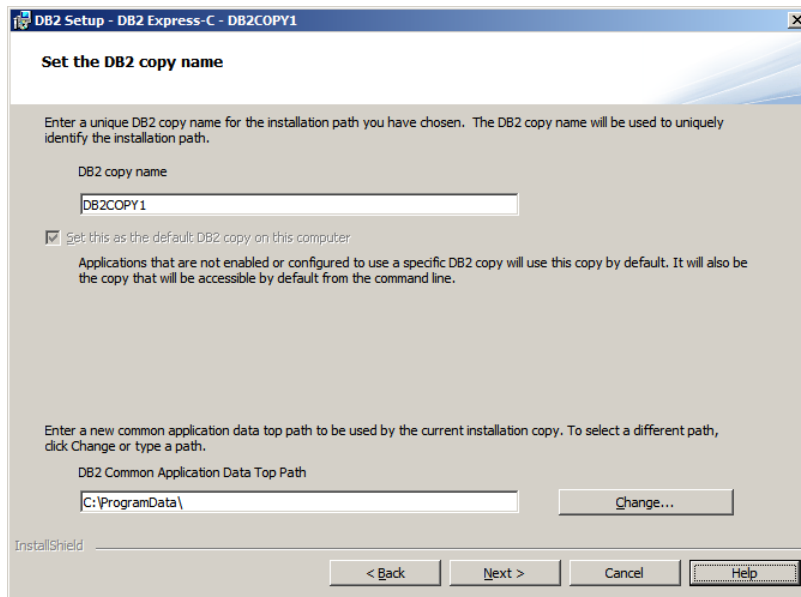 DB2 Setup - DB2 Express-C - DB2COPY1
Set the DB2 copy name
Enter a unique DB2 copy name for the installation path you have chosen.  The DB2 copy name will be used to uniquely
identify the installation path.
DB2 copy name
DB2COPY1
Set this as the default DB2 copy on this computer
Applications that are not enabled or configured to use a specific DB2 copy will use this copy by default. It will also be
the copy that will be accessible by default from the command line.
Enter a new common application data top path to be used by the current installation copy. To select a different path,
click Change or type a path.
DB2 Common Application Data Top Path
C:\ProgramData\
Change...
InstallShield
< Back
Next >
Cancel
Help